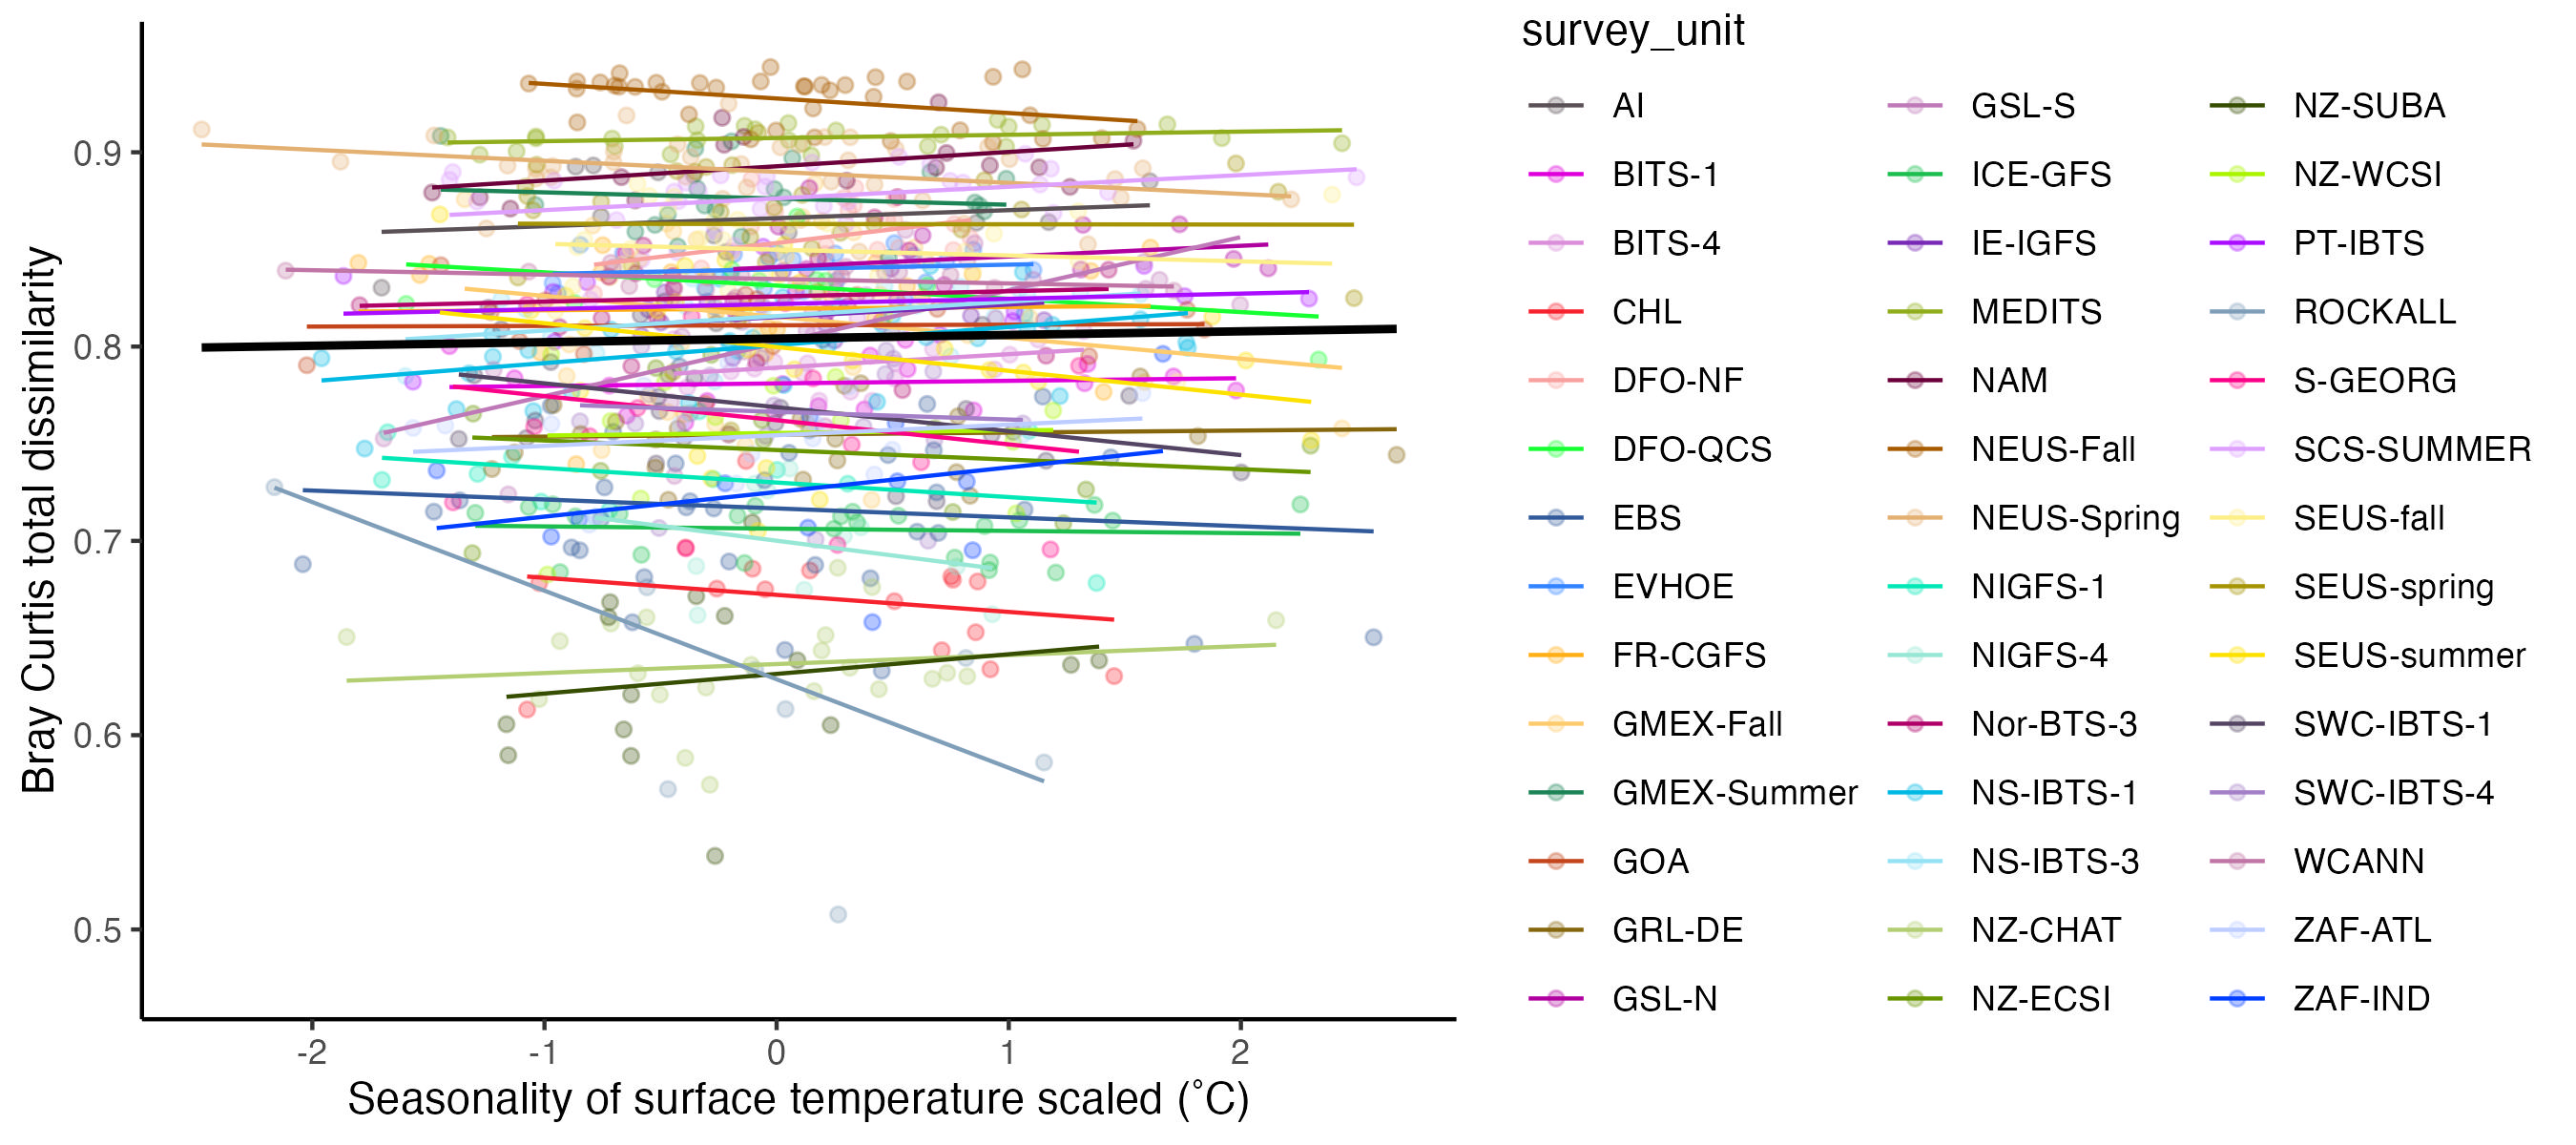 survey_unit
AI
BITS-1
BITS-4
CHL
DFO-NF
DFO-QCS
EBS
EVHOE
FR-CGFS
GMEX-Fall
GMEX-Summer
GOA
GRL-DE
GSL-N
GSL-S
ICE-GFS
IE-IGFS
MEDITS
NAM
NEUS-Fall
NEUS-Spring
NIGFS-1
NIGFS-4
Nor-BTS-3
NS-IBTS-1
NS-IBTS-3
NZ-CHAT
NZ-ECSI
NZ-SUBA
NZ-WCSI
PT-IBTS
ROCKALL
S-GEORG
SCS-SUMMER
SEUS-fall
SEUS-spring
SEUS-summer
SWC-IBTS-1
SWC-IBTS-4
WCANN
ZAF-ATL
ZAF-IND
Bray Curtis total dissimilarity
0.9
0.8
0.7
0.6
0.5
-2 -1 0 1 2
Seasonality of surface temperature scaled (˚C)